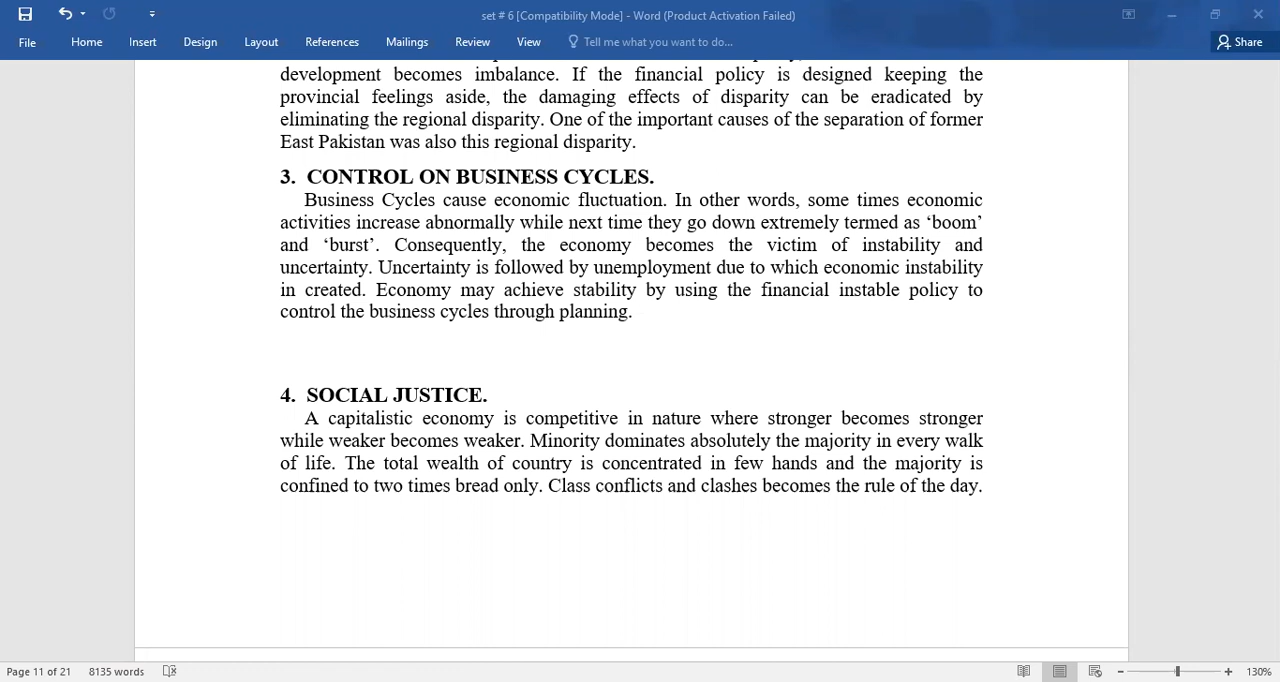 set # 6 [Compatibility Mode] - Word (Product Activation Failed)
File Home Insert Design Layout References Mailings Review View Tell me what you want to do... Share
development becomes imbalance. If the financial policy is designed keeping the
provincial feelings aside, the damaging effects of disparity can be eradicated by
eliminating the regional disparity. One of the important causes of the separation of former
East Pakistan was also this regional disparity.
3. CONTROL ON BUSINESS CYCLES.
Business Cycles cause economic fluctuation. In other words, some times economic
activities increase abnormally while next time they go down extremely termed as ‘boom’
and ‘burst’. Consequently, the economy becomes the victim of instability and
uncertainty. Uncertainty is followed by unemployment due to which economic instability
in created. Economy may achieve stability by using the financial instable policy to
control the business cycles through planning.
4. SOCIAL JUSTICE.
A capitalistic economy is competitive in nature where stronger becomes stronger
while weaker becomes weaker. Minority dominates absolutely the majority in every walk
of life. The total wealth of country is concentrated in few hands and the majority is
confined to two times bread only. Class conflicts and clashes becomes the rule of the day.
Page 11 of 21 8135 words 130%